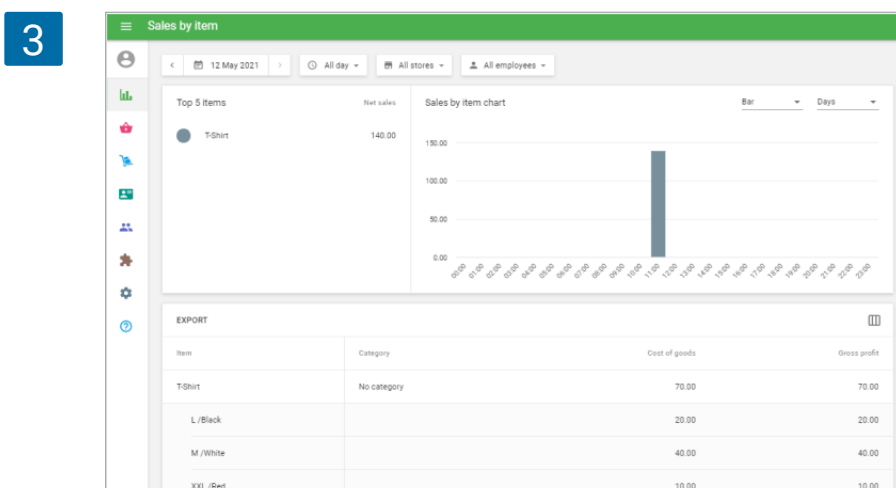 3
Sales by item
12 May 2021
All day
All stores
All employees
Top 5 items
Net sales
T-Shirt
140.00
Sales by item chart
Bar
Days
150.00
100.00
50.00
0.00
00:00 01:00 02:00 03:00 04:00 05:00 06:00 07:00 08:00 09:00 10:00 11:00 12:00 13:00 14:00 15:00 16:00 17:00 18:00 19:00 20:00 21:00 22:00 23:00
EXPORT
Item Category Cost of goods Gross profit
T-Shirt No category 70.00 70.00
L /Black 20.00 20.00
M /White 40.00 40.00
XXL /Red 10.00 10.00